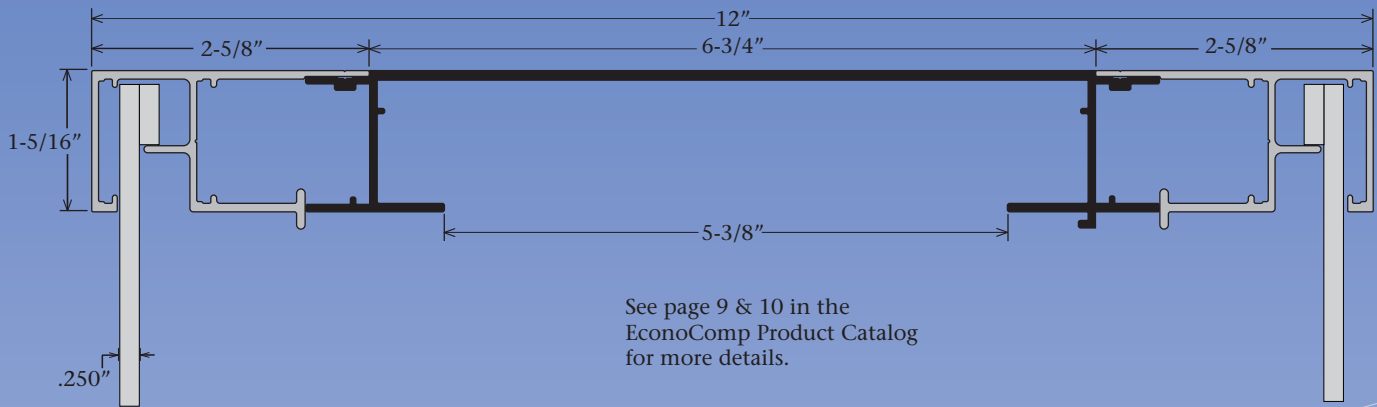 12”
2-5/8”
6-3/4”
2-5/8”
1-5/16”
5-3/8”
See page 9 & 10 in the
EconoComp Product Catalog
for more details.
.250”